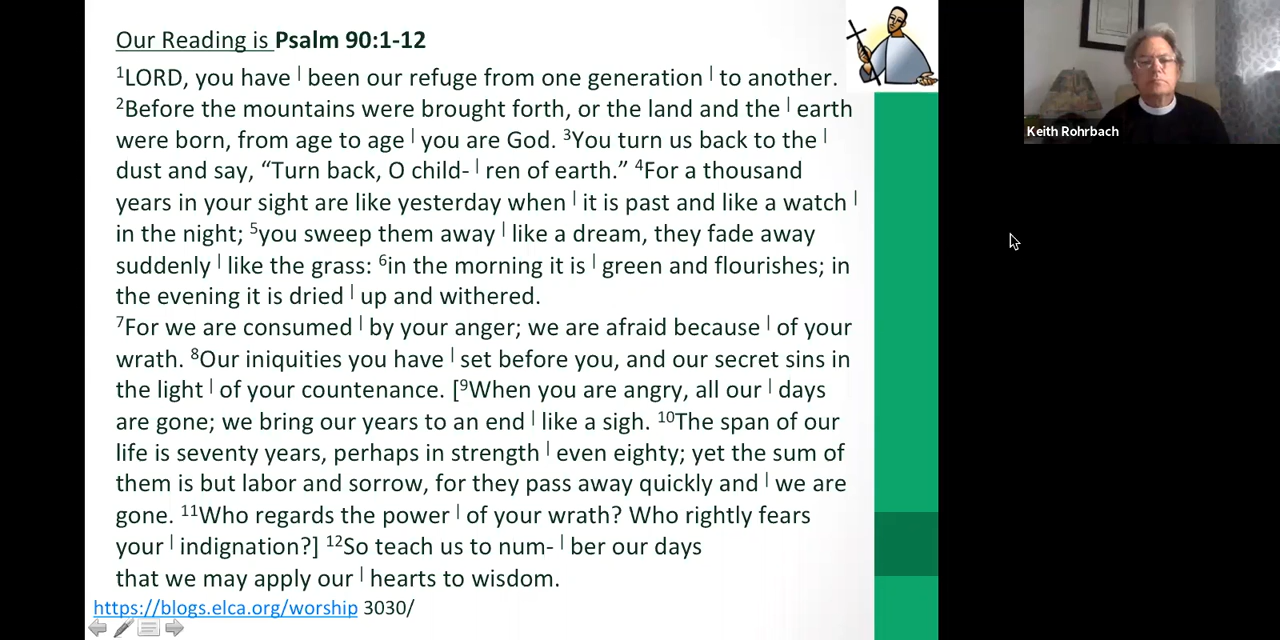 Our Reading is Psalm 90:1-12
¹LORD, you have | been our refuge from one generation | to another.
²Before the mountains were brought forth, or the land and the | earth
were born, from age to age | you are God. ³You turn us back to the |
dust and say, “Turn back, O child- | ren of earth.” ⁴For a thousand
years in your sight are like yesterday when | it is past and like a watch |
in the night; ⁵you sweep them away | like a dream, they fade away
suddenly | like the grass: ⁶in the morning it is | green and flourishes; in
the evening it is dried | up and withered.
⁷For we are consumed | by your anger; we are afraid because | of your
wrath. ⁸Our iniquities you have | set before you, and our secret sins in
the light | of your countenance. [⁹When you are angry, all our | days
are gone; we bring our years to an end | like a sigh. ¹⁰The span of our
life is seventy years, perhaps in strength | even eighty; yet the sum of
them is but labor and sorrow, for they pass away quickly and | we are
gone. ¹¹Who regards the power | of your wrath? Who rightly fears
your | indignation?] ¹²So teach us to num- | ber our days
that we may apply our | hearts to wisdom.
https://blogs.elca.org/worship 3030/
Keith Rohrbach